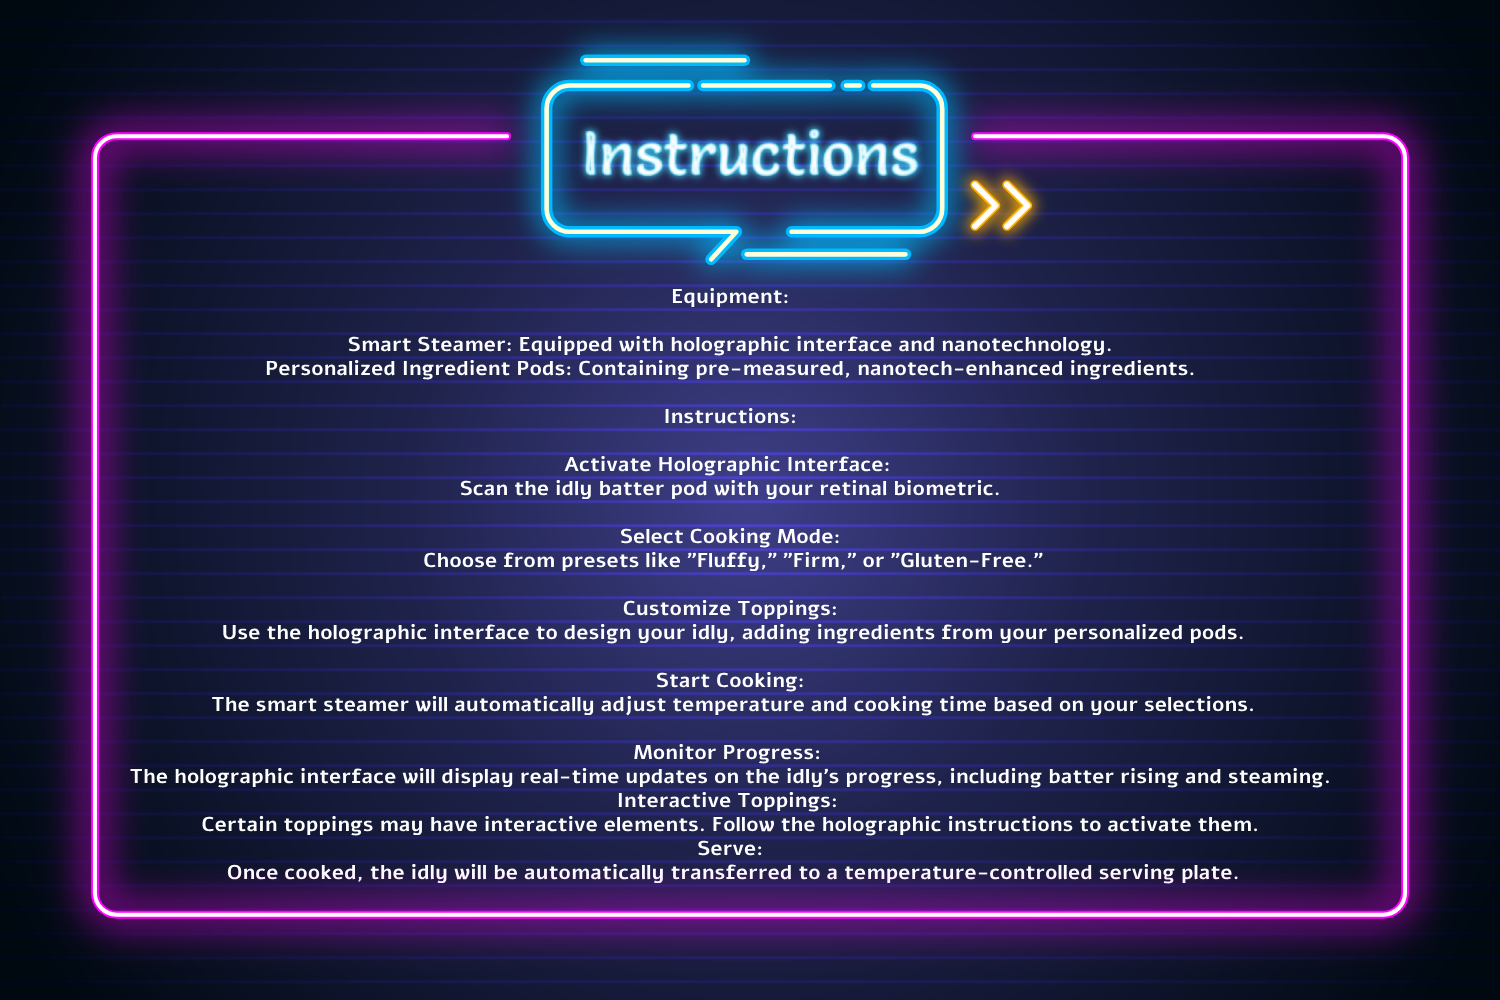 Instructions
Equipment:
Smart Steamer: Equipped with holographic interface and nanotechnology.
Personalized Ingredient Pods: Containing pre-measured, nanotech-enhanced ingredients.
Instructions:
Activate Holographic Interface:
Scan the idly batter pod with your retinal biometric.
Select Cooking Mode:
Choose from presets like "Fluffy," "Firm," or "Gluten-Free."
Customize Toppings:
Use the holographic interface to design your idly, adding ingredients from your personalized pods.
Start Cooking:
The smart steamer will automatically adjust temperature and cooking time based on your selections.
Monitor Progress:
The holographic interface will display real-time updates on the idly's progress, including batter rising and steaming.
Interactive Toppings:
Certain toppings may have interactive elements. Follow the holographic instructions to activate them.
Serve:
Once cooked, the idly will be automatically transferred to a temperature-controlled serving plate.